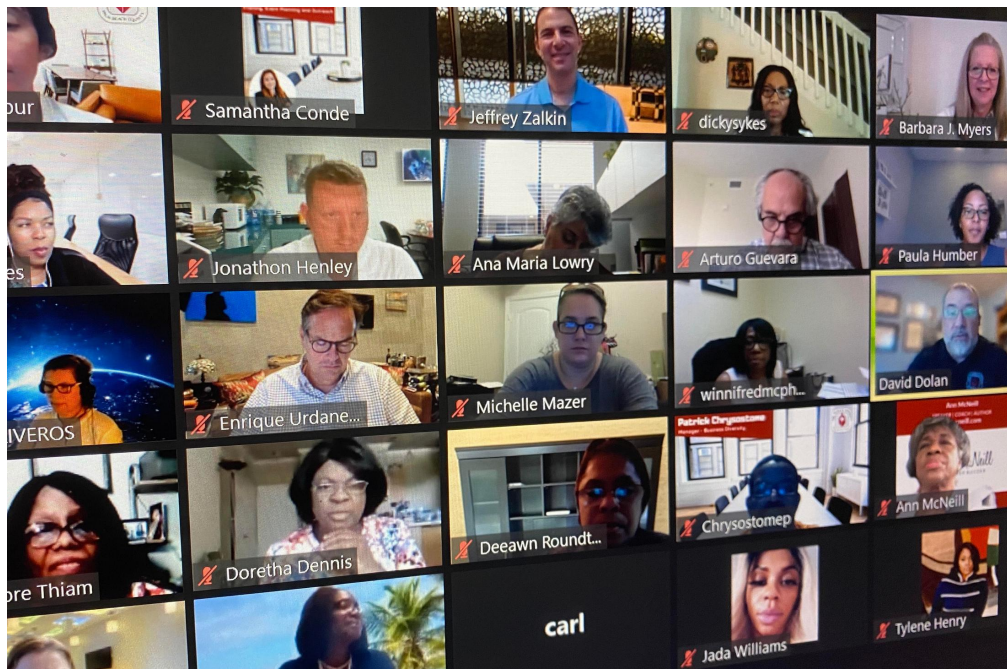 our
Samantha Conde
Jeffrey Zalkin
dickysykes
Barbara J. Myers
es
Jonathon Henley
Ana Maria Lowry
Arturo Guevara
Paula Humber
IVEROS
Enrique Urdane...
Michelle Mazer
winnifredmcph...
David Dolan
ore Thiam
Doretha Dennis
Deeawn Roundt...
Patrick Chrysostome
Manager - Business Diversity
Chrysostomep
Ann McNeill
Ann McNeill
carl
Jada Williams
Tylene Henry